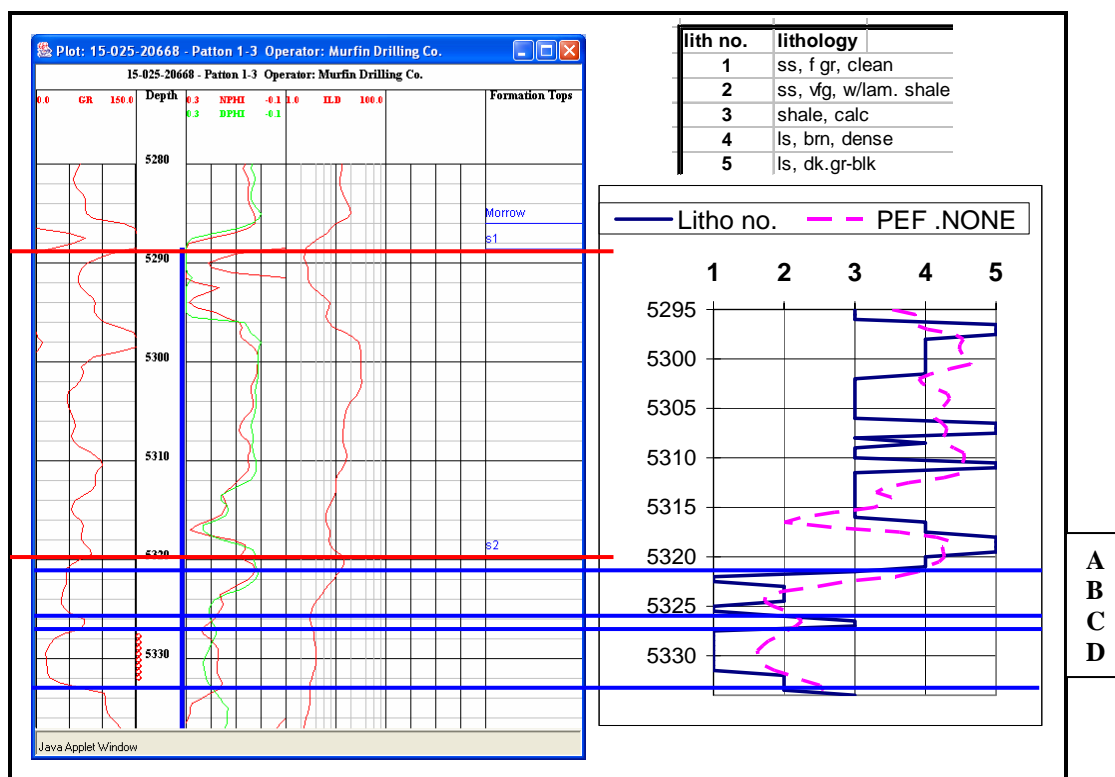 Plot: 15-025-20668 - Patton 1-3 Operator: Murfin Drilling Co.
15-025-20668 - Patton 1-3 Operator: Murfin Drilling Co.
0.0 GR 150.0 Depth 0.3 NPHI -0.1 1.0 ILD 100.0 Formation Tops
0.3 DPHI -0.1
5280
Morrow
s1
5290
5300
5310
s2
5320
5330
Java Applet Window
lith no. lithology
1 ss, f gr, clean
2 ss, vfg, w/lam. shale
3 shale, calc
4 ls, brn, dense
5 ls, dk.gr-blk
Litho no. PEF .NONE
1 2 3 4 5
5295
5300
5305
5310
5315
5320
5325
5330
A
B
C
D